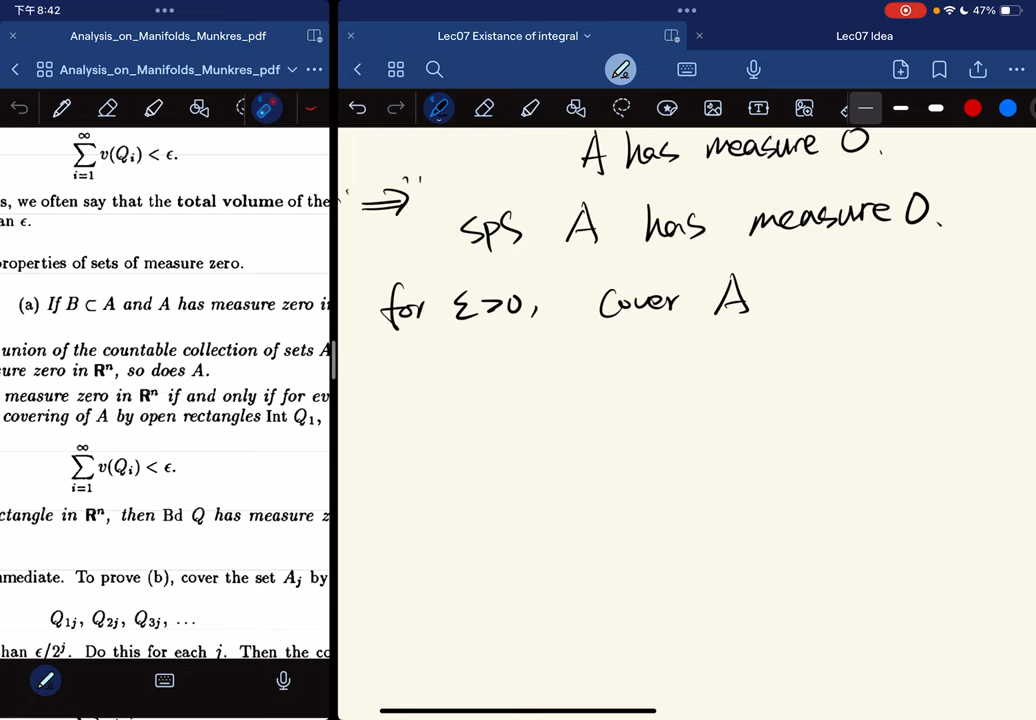 下午8:42
47%
Analysis_on_Manifolds_Munkres_pdf
Lec07 Existance of integral
Lec07 Idea
Analysis_on_Manifolds_Munkres_pdf
∞
∑ v(Qᵢ) < ϵ.
i=1
s, we often say that the total volume of the
an ϵ.
properties of sets of measure zero.
(a) If B ⊂ A and A has measure zero i
union of the countable collection of sets A
sure zero in Rⁿ, so does A.
measure zero in Rⁿ if and only if for ev
covering of A by open rectangles Int Q₁,
∞
∑ v(Qᵢ) < ϵ.
i=1
ctangle in Rⁿ, then Bd Q has measure z
mmediate. To prove (b), cover the set Aⱼ by
Q₁ⱼ, Q₂ⱼ, Q₃ⱼ, ...
han ϵ/2ʲ. Do this for each j. Then the co
A has measure 0.
"⇒"
sps A has measure 0.
for ε>0, cover A